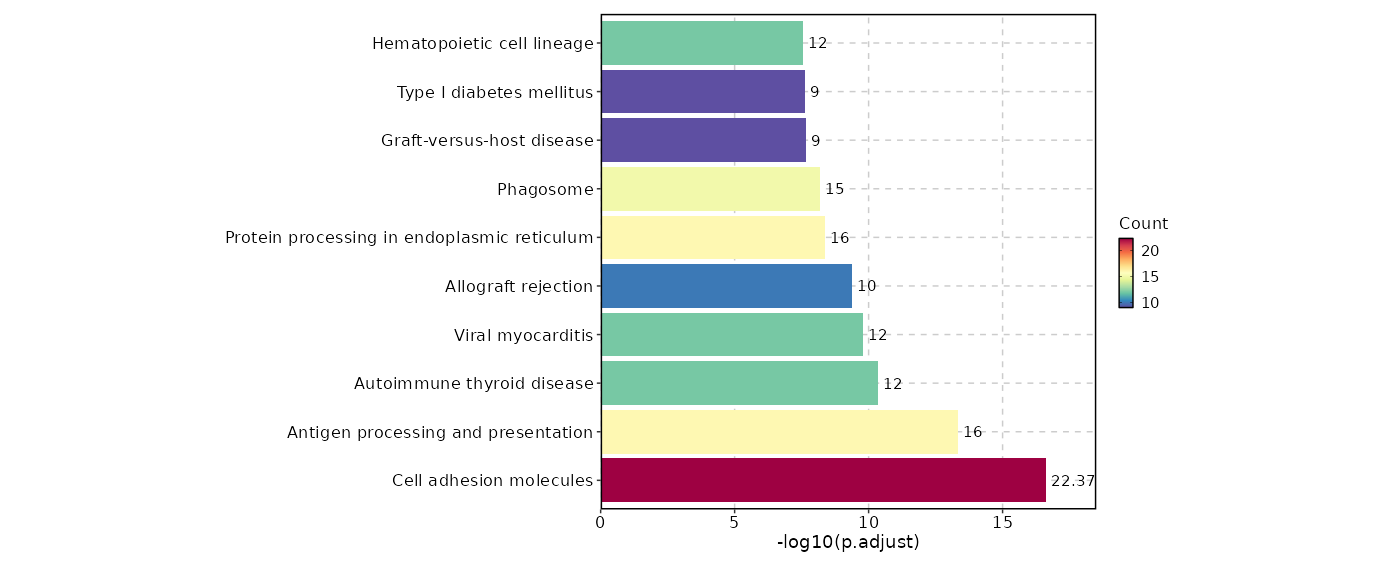 Hematopoietic cell lineage 12
Type I diabetes mellitus 9
Graft-versus-host disease 9
Phagosome 15
Protein processing in endoplasmic reticulum 16
Allograft rejection 10
Viral myocarditis 12
Autoimmune thyroid disease 12
Antigen processing and presentation 16
Cell adhesion molecules 22.37
0 5 10 15
-log10(p.adjust)
Count
20
15
10